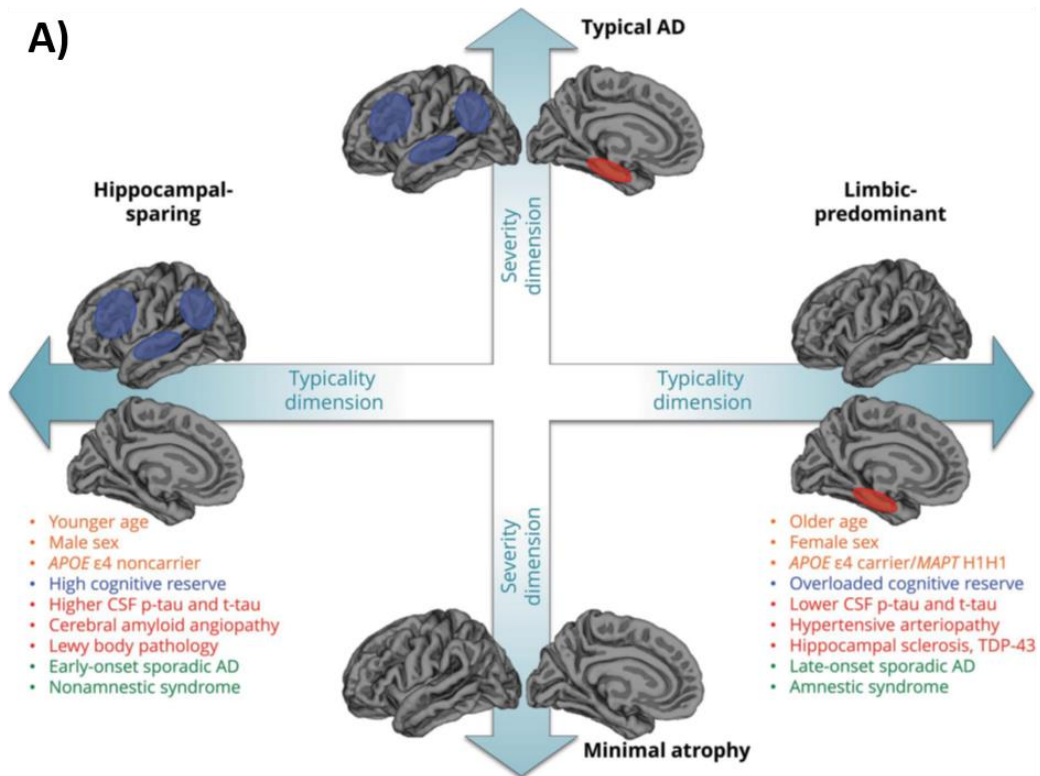 A)
Typical AD
Hippocampal-
sparing
Limbic-
predominant
Severity
dimension
Typicality
dimension
Typicality
dimension
Severity
dimension
• Younger age
• Male sex
• APOE ε4 noncarrier
• High cognitive reserve
• Higher CSF p-tau and t-tau
• Cerebral amyloid angiopathy
• Lewy body pathology
• Early-onset sporadic AD
• Nonamnestic syndrome
• Older age
• Female sex
• APOE ε4 carrier/MAPT H1H1
• Overloaded cognitive reserve
• Lower CSF p-tau and t-tau
• Hypertensive arteriopathy
• Hippocampal sclerosis, TDP-43
• Late-onset sporadic AD
• Amnestic syndrome
Minimal atrophy